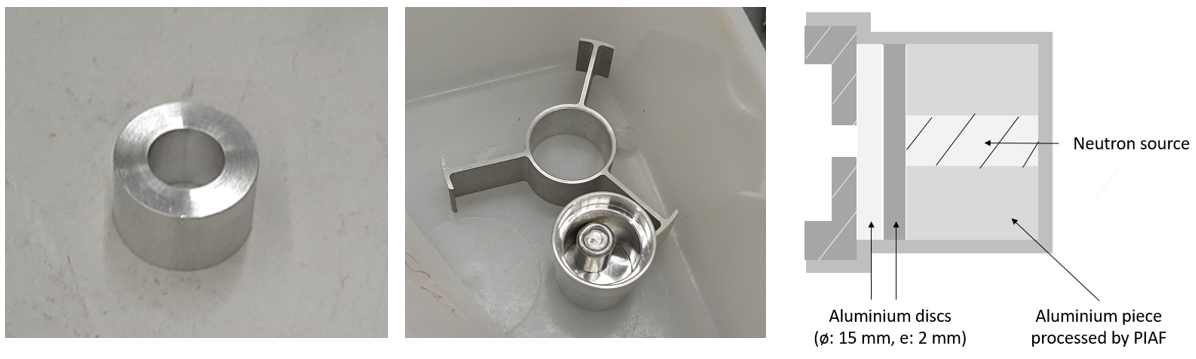 Neutron source
Aluminium discs
(ø: 15 mm, e: 2 mm)
Aluminium piece
processed by PIAF